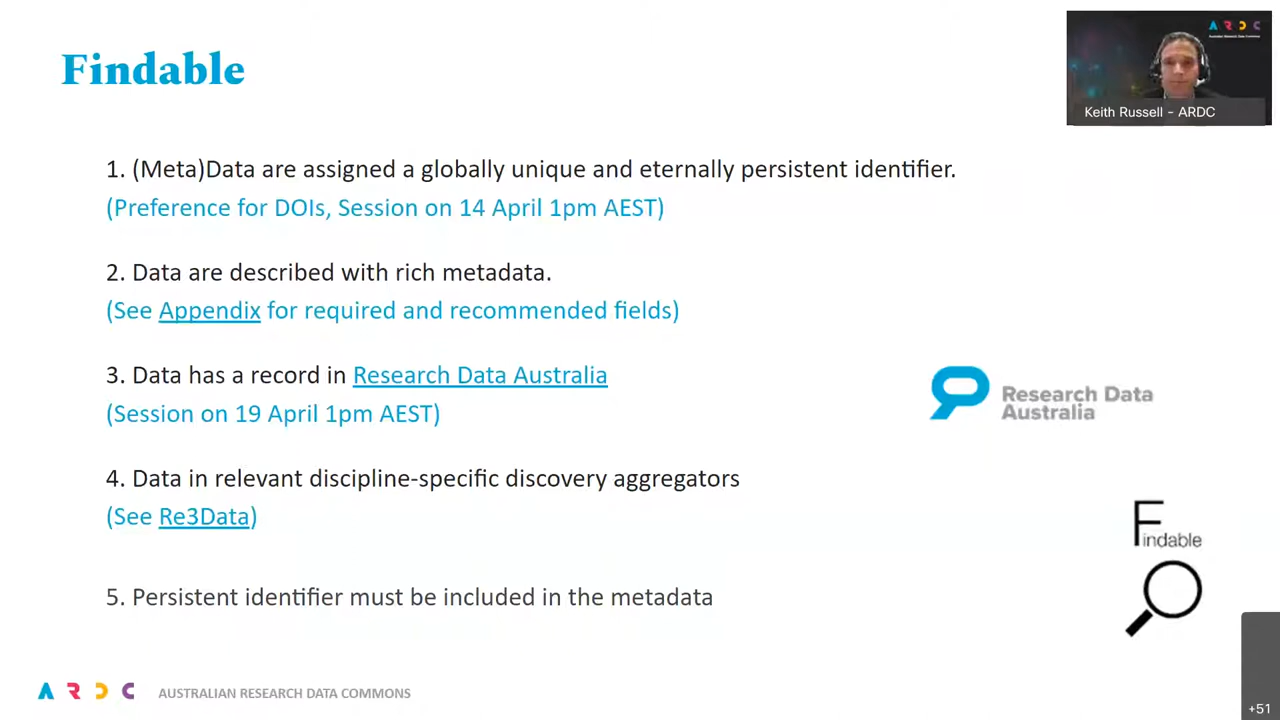 Findable
A R D C
Keith Russell – ARDC
1. (Meta)Data are assigned a globally unique and eternally persistent identifier.
(Preference for DOIs, Session on 14 April 1pm AEST)
2. Data are described with rich metadata.
(See Appendix for required and recommended fields)
3. Data has a record in Research Data Australia
(Session on 19 April 1pm AEST)
Research Data
Australia
4. Data in relevant discipline-specific discovery aggregators
(See Re3Data)
Findable
5. Persistent identifier must be included in the metadata
A R D C AUSTRALIAN RESEARCH DATA COMMONS
+51